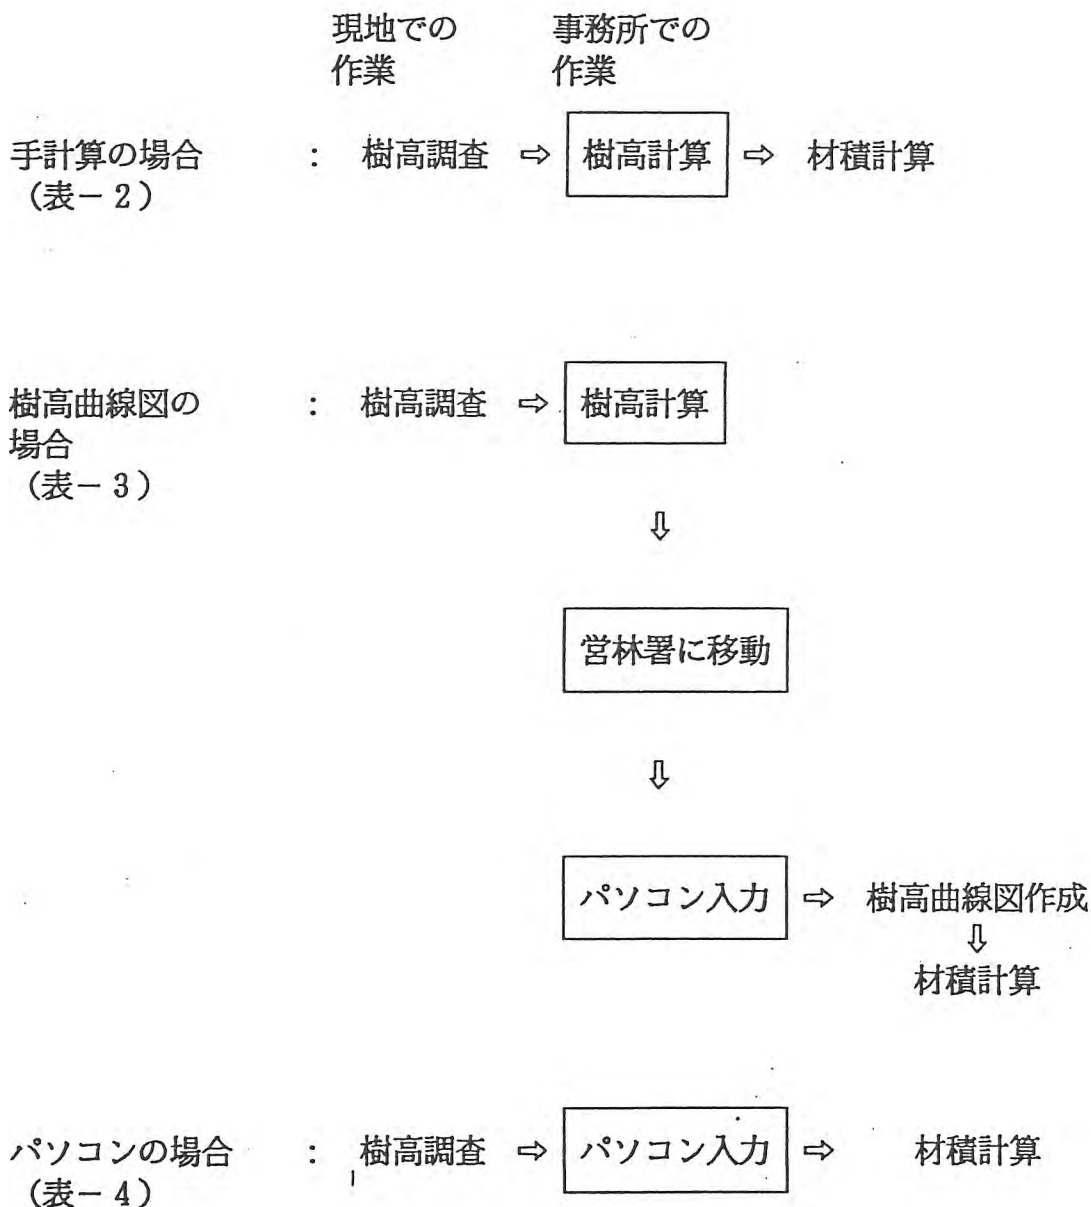 現地での 事務所での
作業 作業
手計算の場合 : 樹高調査 ⇨ 樹高計算 ⇨ 材積計算
(表-2)
樹高曲線図の : 樹高調査 ⇨ 樹高計算
場合
(表-3)
⇩
営林署に移動
⇩
パソコン入力 ⇨ 樹高曲線図作成
⇩
材積計算
パソコンの場合 : 樹高調査 ⇨ パソコン入力 ⇨ 材積計算
(表-4)